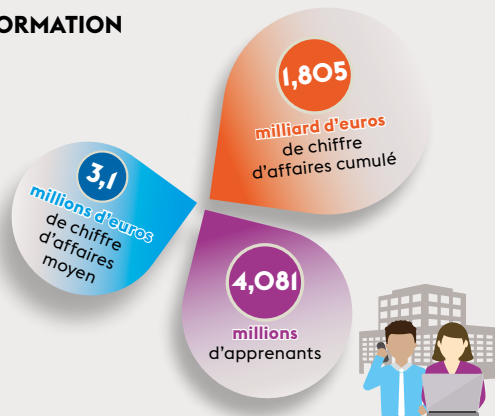 ORMATION
1,805
milliard d'euros
de chiffre
d'affaires cumulé
3,1
millions d'euros
de chiffre
d'affaires
moyen
4,081
millions
d'apprenants